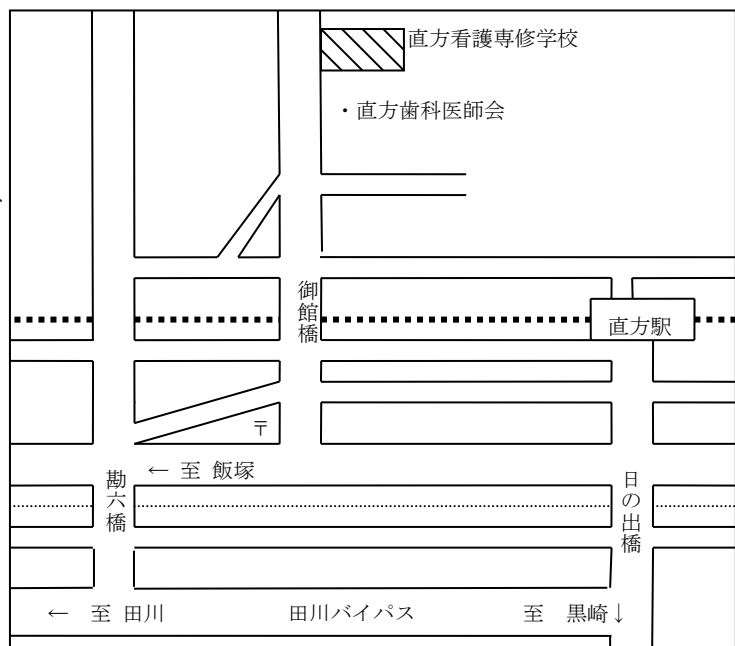 直方看護専修学校
・直方歯科医師会
御館橋
直方駅
〒
← 至 飯塚
勘六橋
日の出橋
← 至 田川
田川バイパス
至 黒崎↓